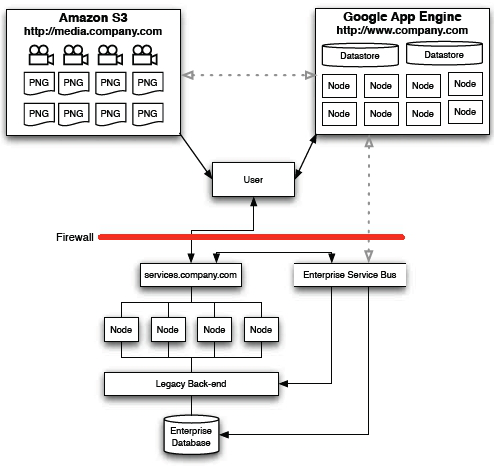 Amazon S3
http://media.company.com
PNG PNG PNG PNG
PNG PNG PNG PNG
Google App Engine
http://www.company.com
Datastore Datastore
Node Node Node Node
Node Node Node Node
User
Firewall
services.company.com
Enterprise Service Bus
Node Node Node Node
Legacy Back-end
Enterprise
Database